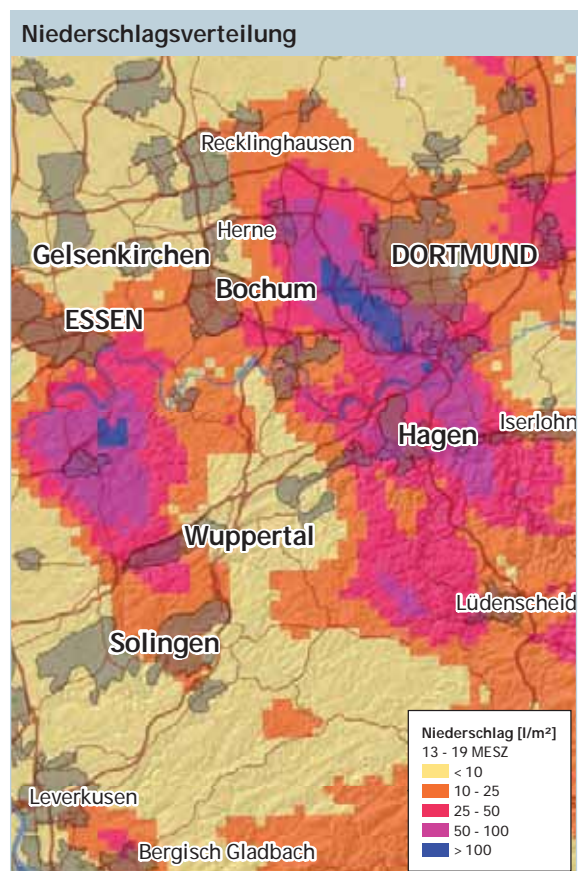 Niederschlagsverteilung
Recklinghausen
Herne
Gelsenkirchen
DORTMUND
Bochum
ESSEN
Iserlohn
Hagen
Wuppertal
Lüdenscheid
Solingen
Leverkusen
Bergisch Gladbach
Niederschlag [l/m²]
13 - 19 MESZ
< 10
10 - 25
25 - 50
50 - 100
> 100